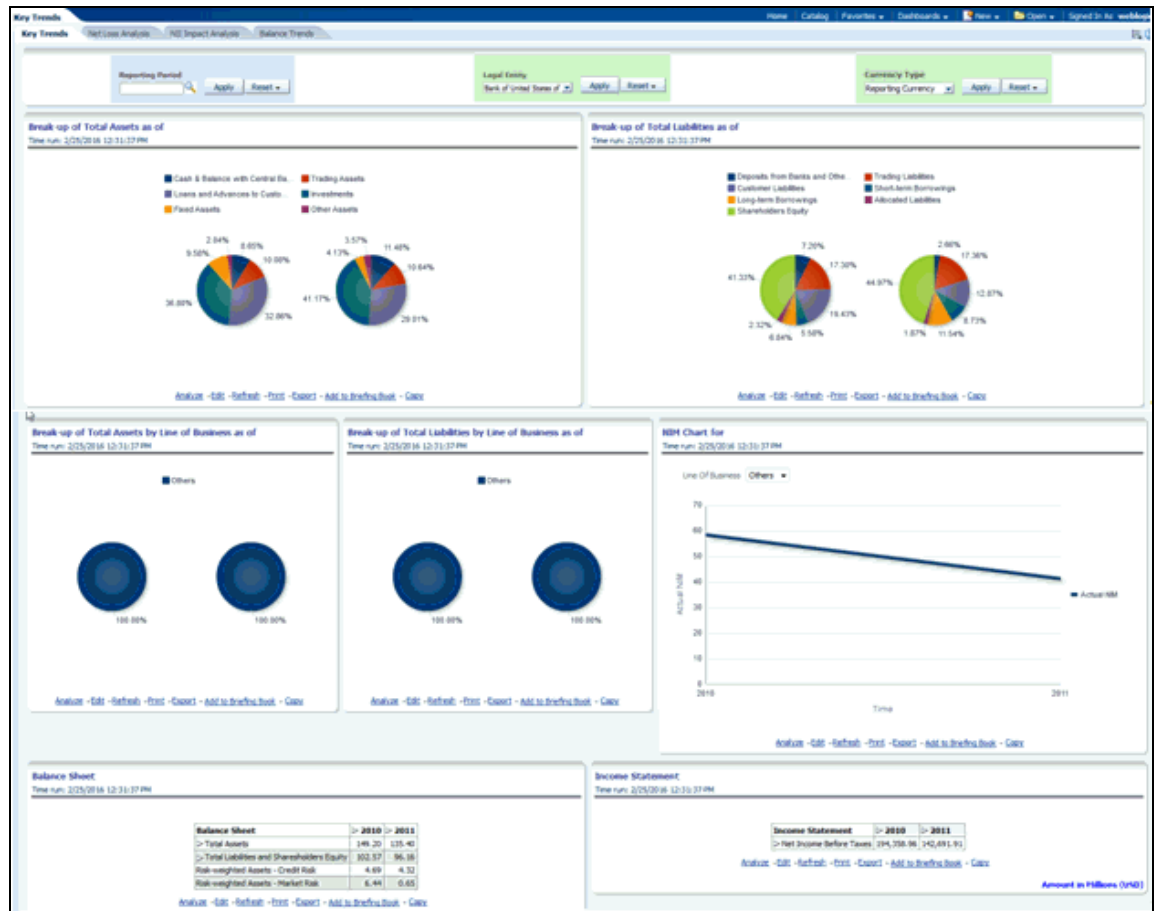 Key Trends
Home Catalog Favorites Dashboards New Open Signed In As weblogic
Key Trends Net Loss Analysis NII Impact Analysis Balance Trends
Reporting Period
Apply Reset
Legal Entity
Bank of United States of
Apply Reset
Currency Type
Reporting Currency
Apply Reset
Break-up of Total Assets as of
Time run: 2/25/2016 12:31:37 PM
Cash & Balance with Central Ba..
Trading Assets
Loans and Advances to Custo..
Investments
Fixed Assets
Other Assets
2.84%
8.65%
10.00%
32.86%
36.80%
9.58%
3.57%
11.48%
10.64%
29.01%
41.17%
4.13%
Analyze - Edit - Refresh - Print - Export - Add to Briefing Book - Copy
Break-up of Total Liabilities as of
Time run: 2/25/2016 12:31:37 PM
Deposits from Banks and Othe..
Trading Liabilities
Customer Liabilities
Short-term Borrowings
Long-term Borrowings
Allocated Liabilities
Shareholders Equity
7.20%
17.30%
19.43%
5.58%
6.84%
2.32%
41.33%
2.66%
17.36%
12.87%
8.73%
11.54%
1.87%
44.97%
Analyze - Edit - Refresh - Print - Export - Add to Briefing Book - Copy
Break-up of Total Assets by Line of Business as of
Time run: 2/25/2016 12:31:37 PM
Others
100.00%
100.00%
Analyze - Edit - Refresh - Print - Export - Add to Briefing Book - Copy
Break-up of Total Liabilities by Line of Business as of
Time run: 2/25/2016 12:31:37 PM
Others
100.00%
100.00%
Analyze - Edit - Refresh - Print - Export - Add to Briefing Book - Copy
NIM Chart for
Time run: 2/25/2016 12:31:37 PM
Line Of Business Others
70
60
50
40
30
20
10
0
Actual NIM
2010
2011
Time
Actual NIM
Analyze - Edit - Refresh - Print - Export - Add to Briefing Book - Copy
Balance Sheet
Time run: 2/25/2016 12:31:37 PM
Balance Sheet 2010 2011
Total Assets 149.20 135.40
Total Liabilities and Shareholders Equity 102.57 96.16
Risk-weighted Assets - Credit Risk 4.69 4.32
Risk-weighted Assets - Market Risk 6.44 0.65
Analyze - Edit - Refresh - Print - Export - Add to Briefing Book - Copy
Income Statement
Time run: 2/25/2016 12:31:37 PM
Income Statement 2010 2011
Net Income Before Taxes 194,358.96 142,691.91
Analyze - Edit - Refresh - Print - Export - Add to Briefing Book - Copy
Amount in Millions (USD)